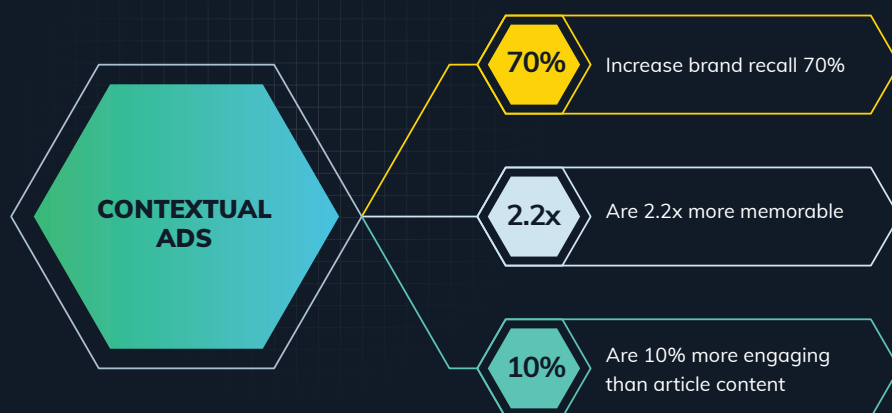 CONTEXTUAL
ADS
70%
Increase brand recall 70%
2.2x
Are 2.2x more memorable
10%
Are 10% more engaging
than article content